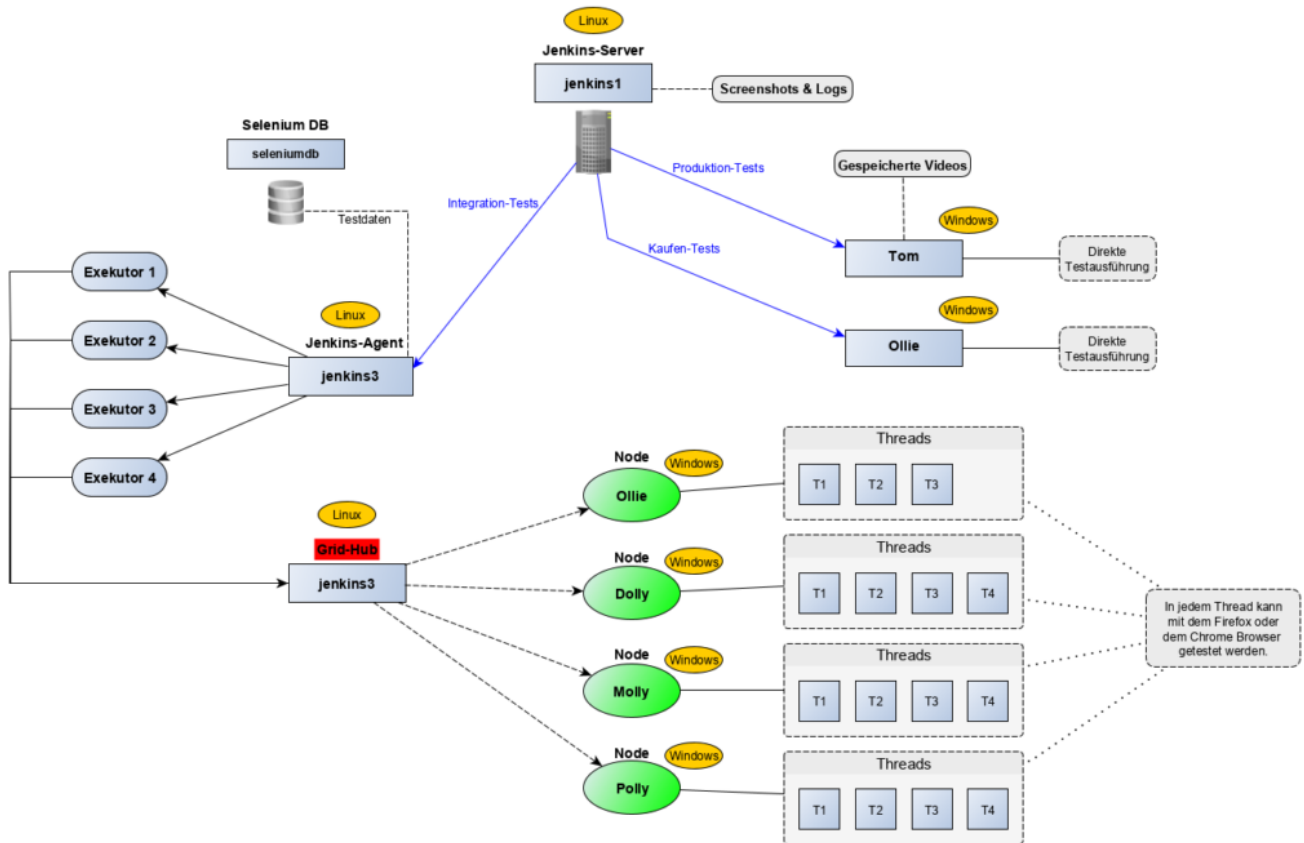 Linux
Jenkins-Server
jenkins1
Screenshots & Logs
Selenium DB
seleniumdb
Testdaten
Integration-Tests
Produktion-Tests
Kaufen-Tests
Gespeicherte Videos
Windows
Tom
Direkte
Testausführung
Windows
Ollie
Direkte
Testausführung
Exekutor 1
Exekutor 2
Exekutor 3
Exekutor 4
Linux
Jenkins-Agent
jenkins3
Linux
Grid-Hub
jenkins3
Node
Windows
Ollie
Threads
T1 T2 T3
Node
Windows
Dolly
Threads
T1 T2 T3 T4
Node
Windows
Molly
Threads
T1 T2 T3 T4
Node
Windows
Polly
Threads
T1 T2 T3 T4
In jedem Thread kann
mit dem Firefox oder
dem Chrome Browser
getestet werden.